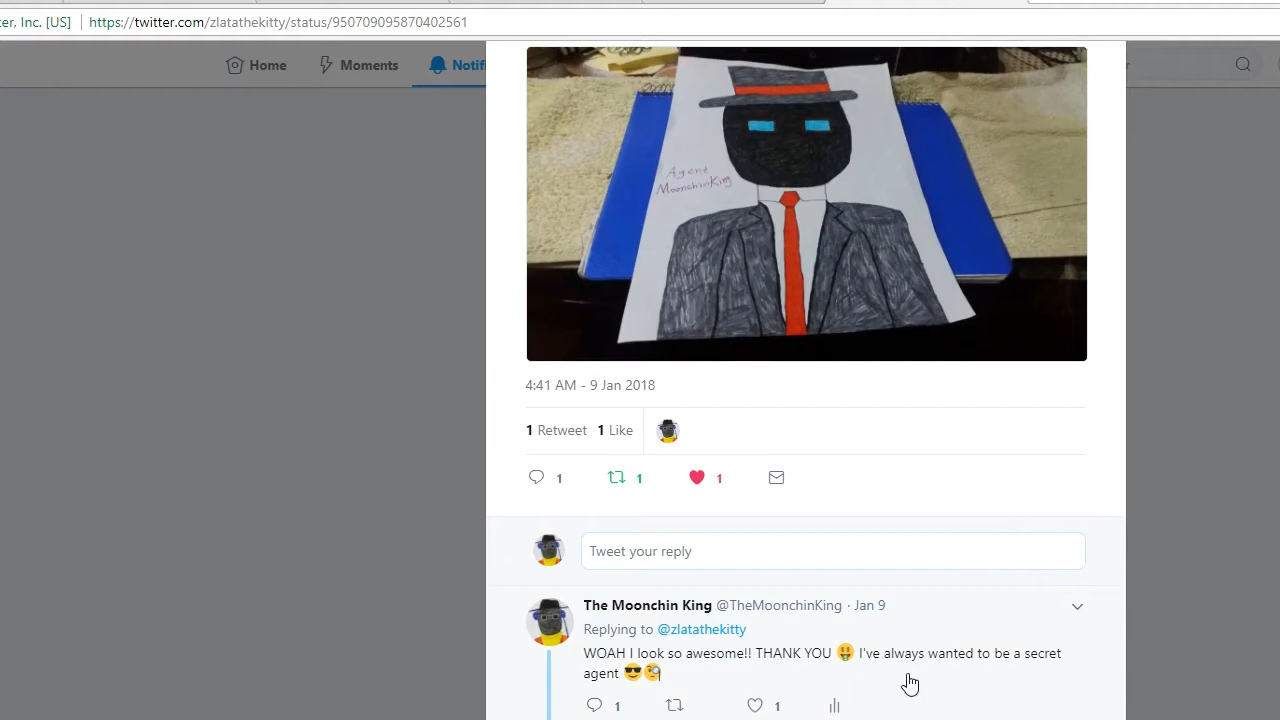 ter, Inc. [US] https://twitter.com/zlatathekitty/status/950709095870402561
Home Moments Notifi r
Agent
MoonchinKing
4:41 AM - 9 Jan 2018
1 Retweet 1 Like
1 1 1
Tweet your reply
The Moonchin King @TheMoonchinKing · Jan 9
Replying to @zlatathekitty
WOAH I look so awesome!! THANK YOU 🤑 I've always wanted to be a secret
agent 😎🧐
1 1